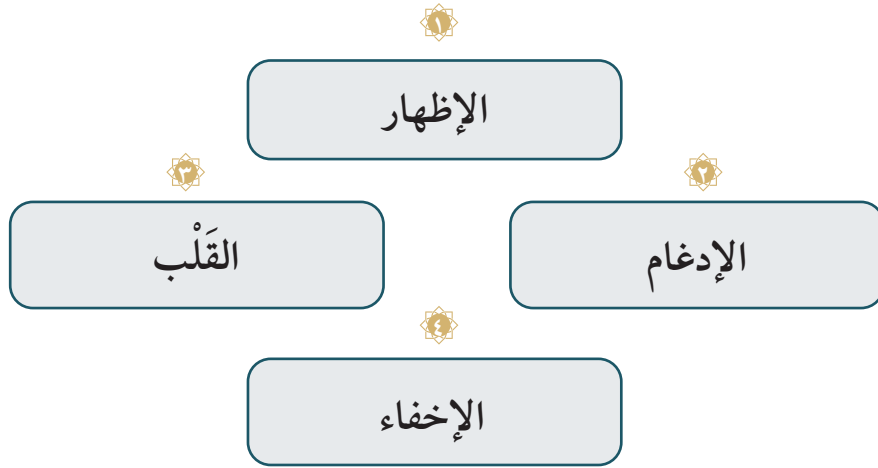 ١
الإظهار
٢
الإدغام
٣
القَلْب
٤
الإخفاء